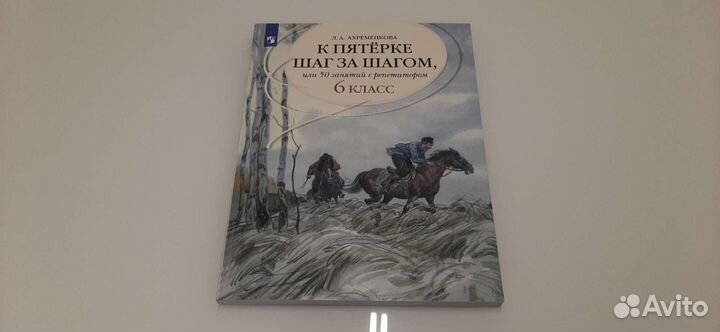 Л. А. АХРЕМЕНКОВА
К ПЯТЁРКЕ
ШАГ ЗА ШАГОМ,
или 50 занятий с репетитором
6 КЛАСС
Avito